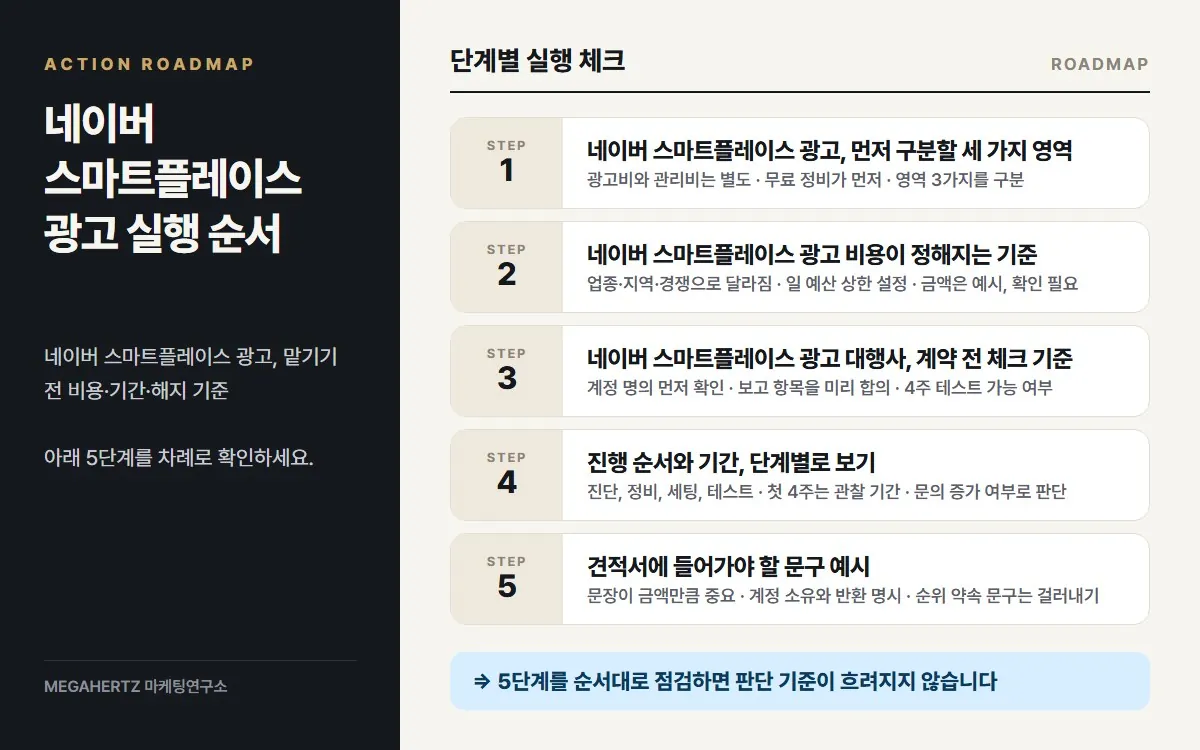 ACTION ROADMAP
네이버
스마트플레이스
광고 실행 순서
네이버 스마트플레이스 광고, 맡기기
전 비용·기간·해지 기준
아래 5단계를 차례로 확인하세요.
MEGAHERTZ 마케팅연구소
단계별 실행 체크
ROADMAP
STEP
1
네이버 스마트플레이스 광고, 먼저 구분할 세 가지 영역
광고비와 관리비는 별도 · 무료 정비가 먼저 · 영역 3가지를 구분
STEP
2
네이버 스마트플레이스 광고 비용이 정해지는 기준
업종·지역·경쟁으로 달라짐 · 일 예산 상한 설정 · 금액은 예시, 확인 필요
STEP
3
네이버 스마트플레이스 광고 대행사, 계약 전 체크 기준
계정 명의 먼저 확인 · 보고 항목을 미리 합의 · 4주 테스트 가능 여부
STEP
4
진행 순서와 기간, 단계별로 보기
진단, 정비, 세팅, 테스트 · 첫 4주는 관찰 기간 · 문의 증가 여부로 판단
STEP
5
견적서에 들어가야 할 문구 예시
문장이 금액만큼 중요 · 계정 소유와 반환 명시 · 순위 약속 문구는 걸러내기
→ 5단계를 순서대로 점검하면 판단 기준이 흐려지지 않습니다